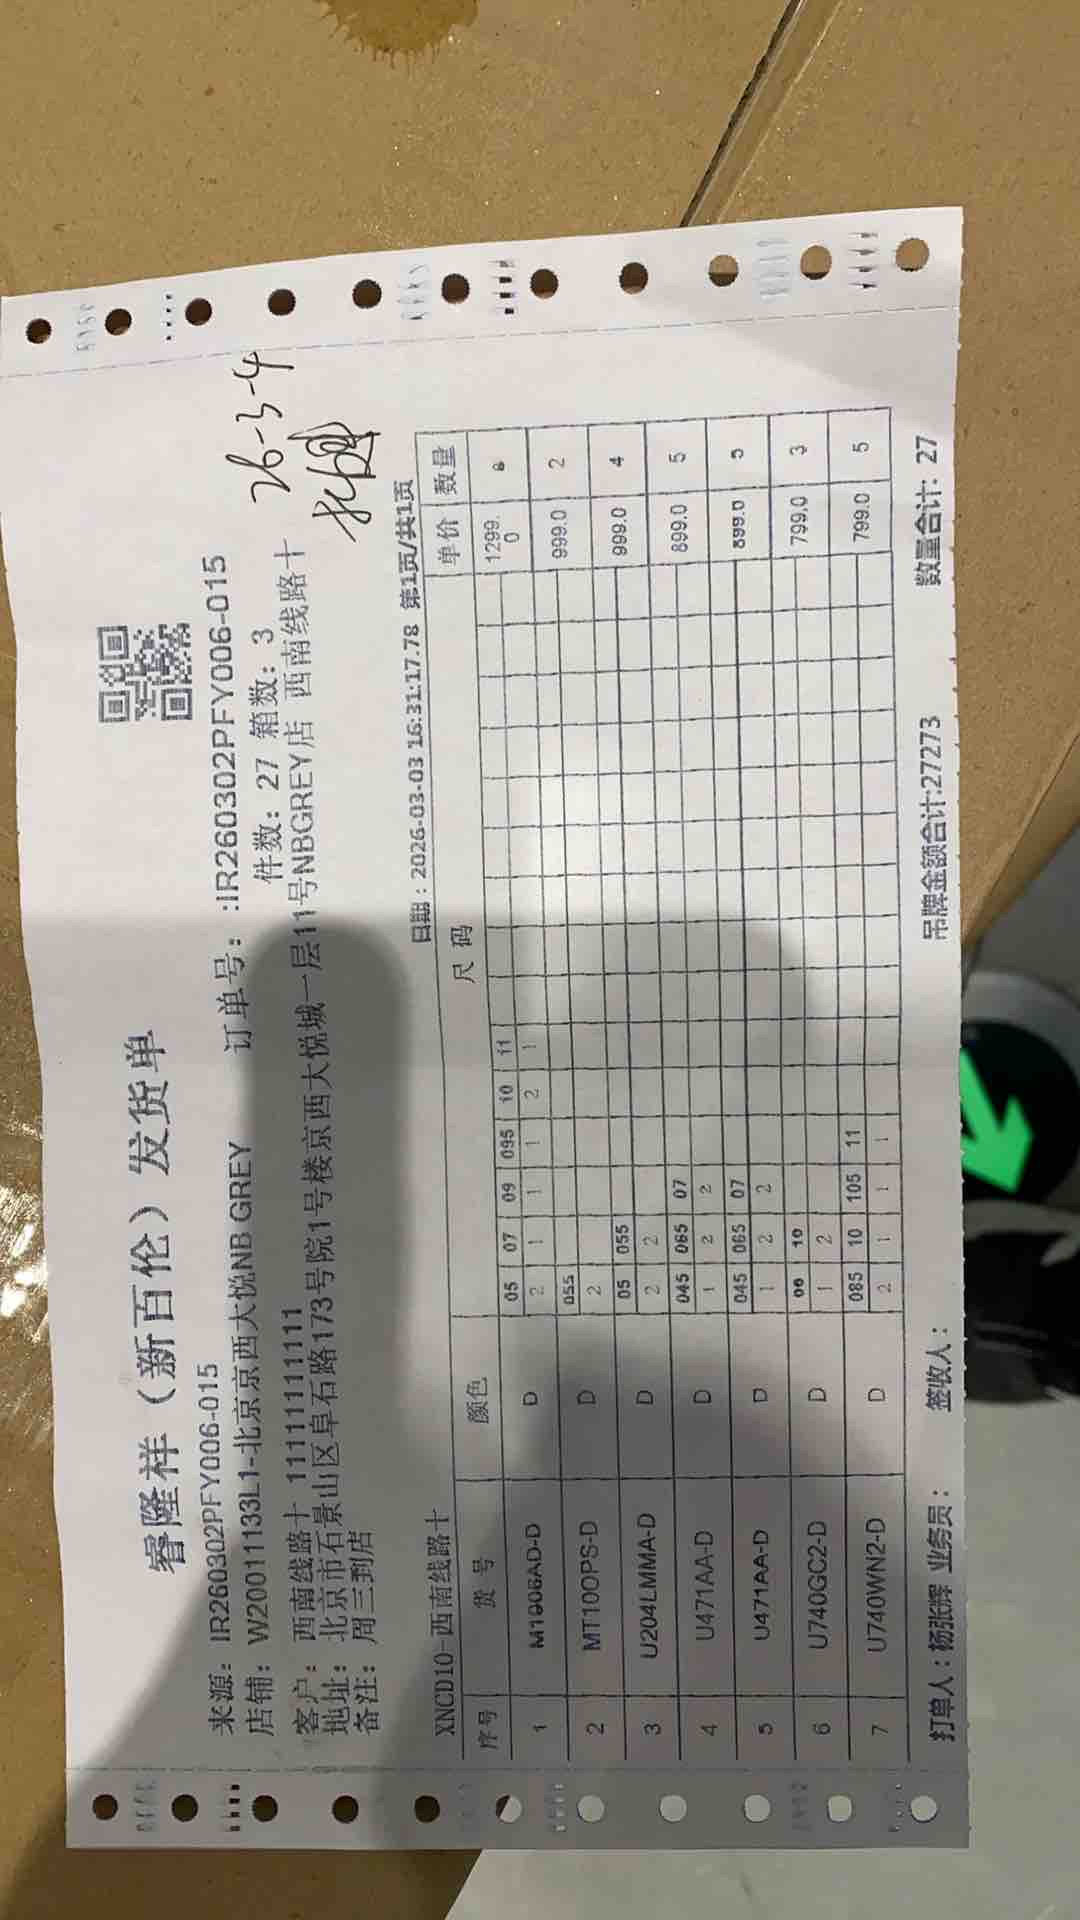 睿隆祥（新百伦）发货单
来源：IR260302PFY006-015 订单号：:IR260302PFY006-015
店铺：W20011133L1-北京京西大悦NB GREY 件数：27 箱数：3
客户：西南线路十 11111111111
地址：北京市石景山区阜石路173号院1号楼京西大悦城一层11号NBGREY店 西南线路十
备注：周三到店
26-3-4
XNCD10-西南线路十 日期：2026-03-03 16:31:17.78 第1页/共1页
序号 货号 颜色 尺码 单价 数量
05 07 09 095 10 11
1 M1906AD-D D 2 1 1 1 2 1 1299.0
055
2 MT10OPS-D D 2 999.0 2
05 055
3 U204LMMA-D D 2 2 999.0 4
045 065 07
4 U471AA-D D 1 2 2 899.0 5
045 065 07
5 U471AA-D D 1 2 2 899.0 5
06 10
6 U740GC2-D D 1 2 799.0 3
085 10 105 11
7 U740WN2-D D 2 1 1 1 799.0 5
打单人：杨张辉 业务员： 签收人： 吊牌金额合计:27273 数量合计: 27